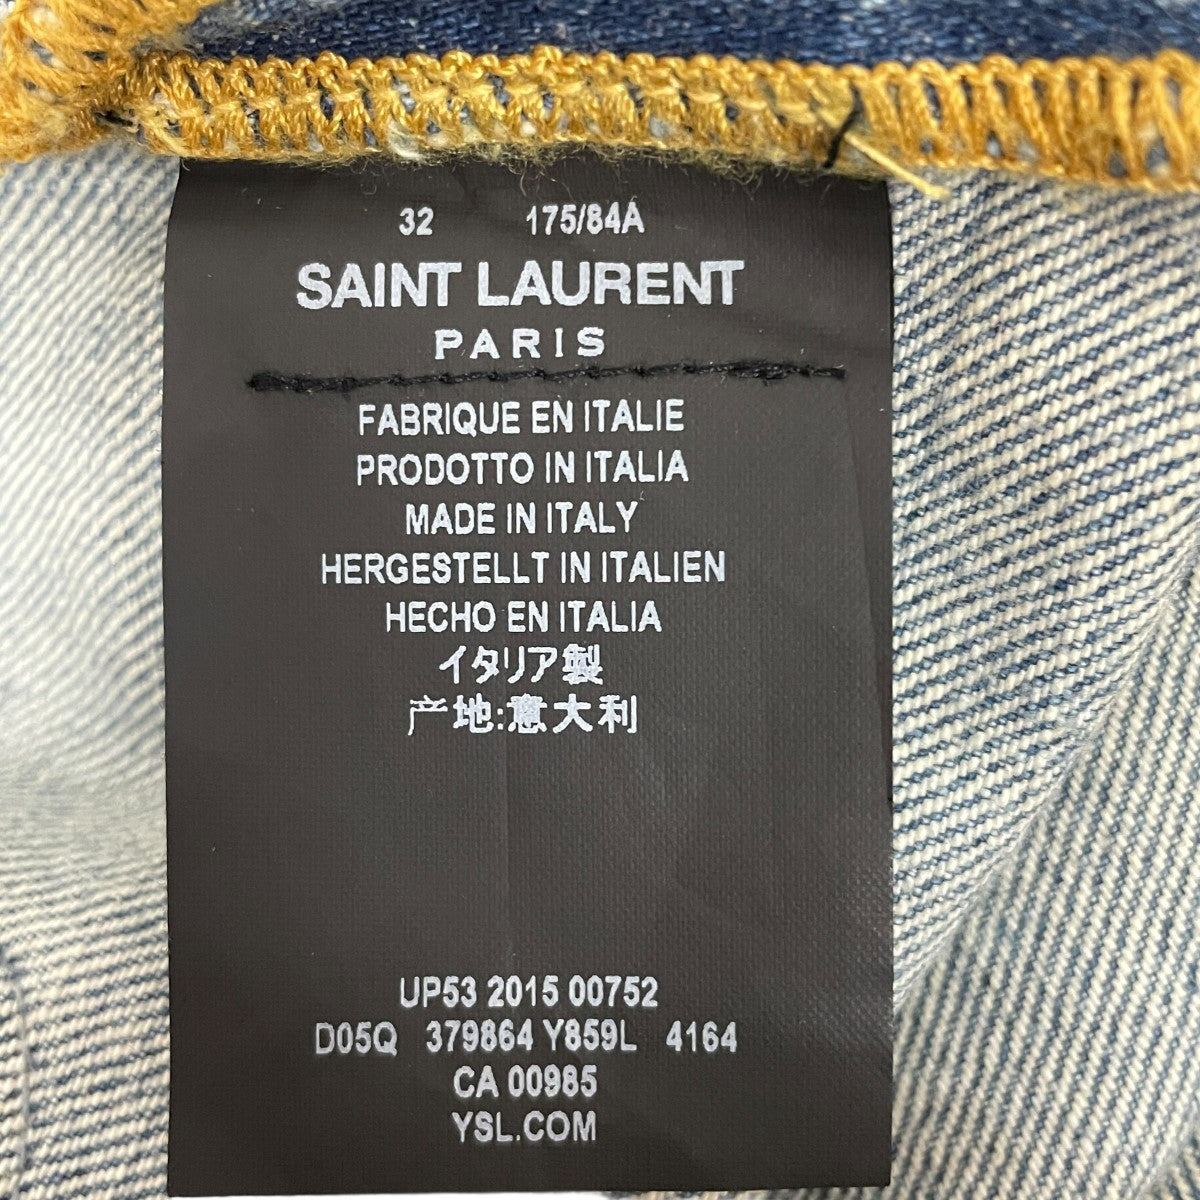 32 175/84A
SAINT LAURENT
PARIS
FABRIQUE EN ITALIE
PRODOTTO IN ITALIA
MADE IN ITALY
HERGESTELLT IN ITALIEN
HECHO EN ITALIA
イタリア製
产地:意大利
UP53 2015 00752
D05Q 379864 Y859L 4164
CA 00985
YSL.COM